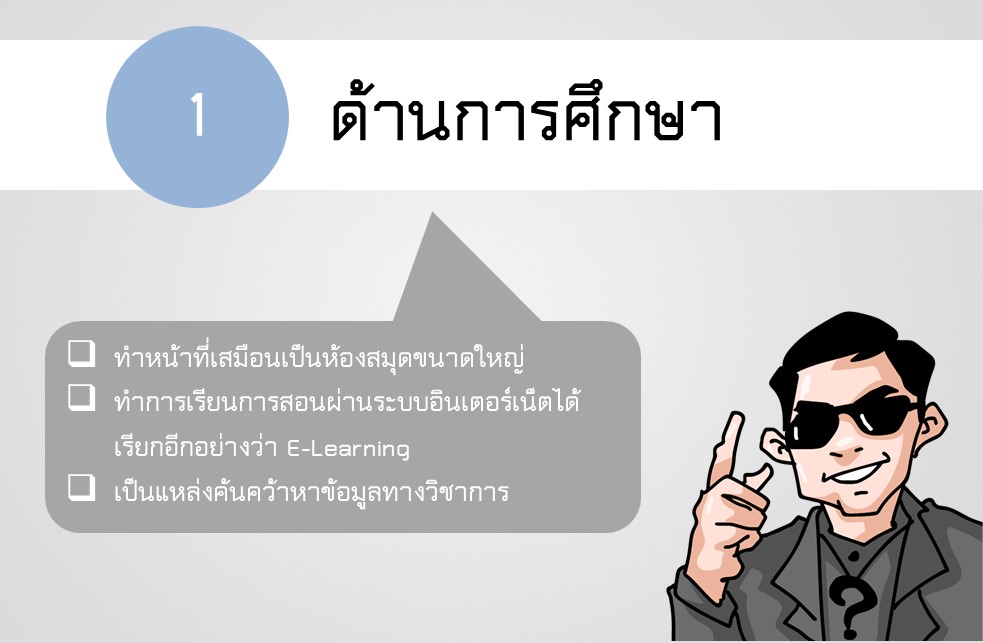 1
ด้านการศึกษา
❑ ทำหน้าที่เสมือนเป็นห้องสมุดขนาดใหญ่
❑ ทำการเรียนการสอนผ่านระบบอินเตอร์เน็ตได้
เรียกอีกอย่างว่า E-Learning
❑ เป็นแหล่งค้นคว้าหาข้อมูลทางวิชาการ
?